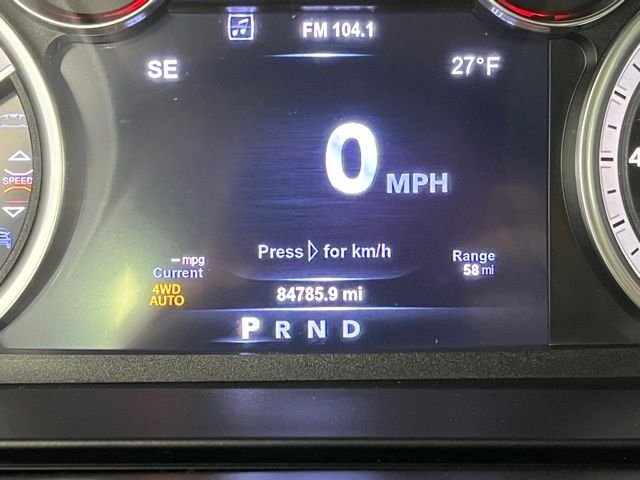 FM 104.1
SE
27°F
0 MPH
SPEED
Press ▷ for km/h
-- mpg
Current
Range
58 mi
4WD
AUTO
84785.9 mi
P R N D
4